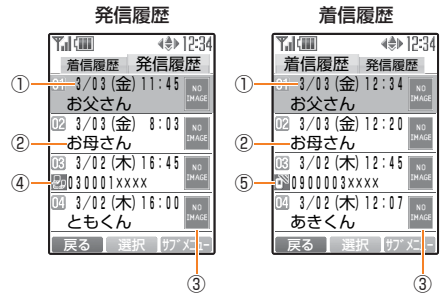 発信履歴
12:34
着信履歴 発信履歴
① 01 3/03(金)11:45 NO IMAGE
お父さん
02 3/03(金) 8:03 NO IMAGE
② お母さん
03 3/02(木)16:45 NO IMAGE
④ 030001xxxx
04 3/02(木)16:00 NO IMAGE
ともくん
戻る 選択 ｻﾌﾞﾒﾆｭｰ
③
着信履歴
12:34
着信履歴 発信履歴
① 01 3/03(金)12:34 NO IMAGE
お父さん
02 3/03(金)12:20 NO IMAGE
② お母さん
03 3/02(木)12:45 NO IMAGE
⑤ 0900003xxxx
04 3/02(木)12:07 NO IMAGE
あきくん
戻る 選択 ｻﾌﾞﾒﾆｭｰ
③